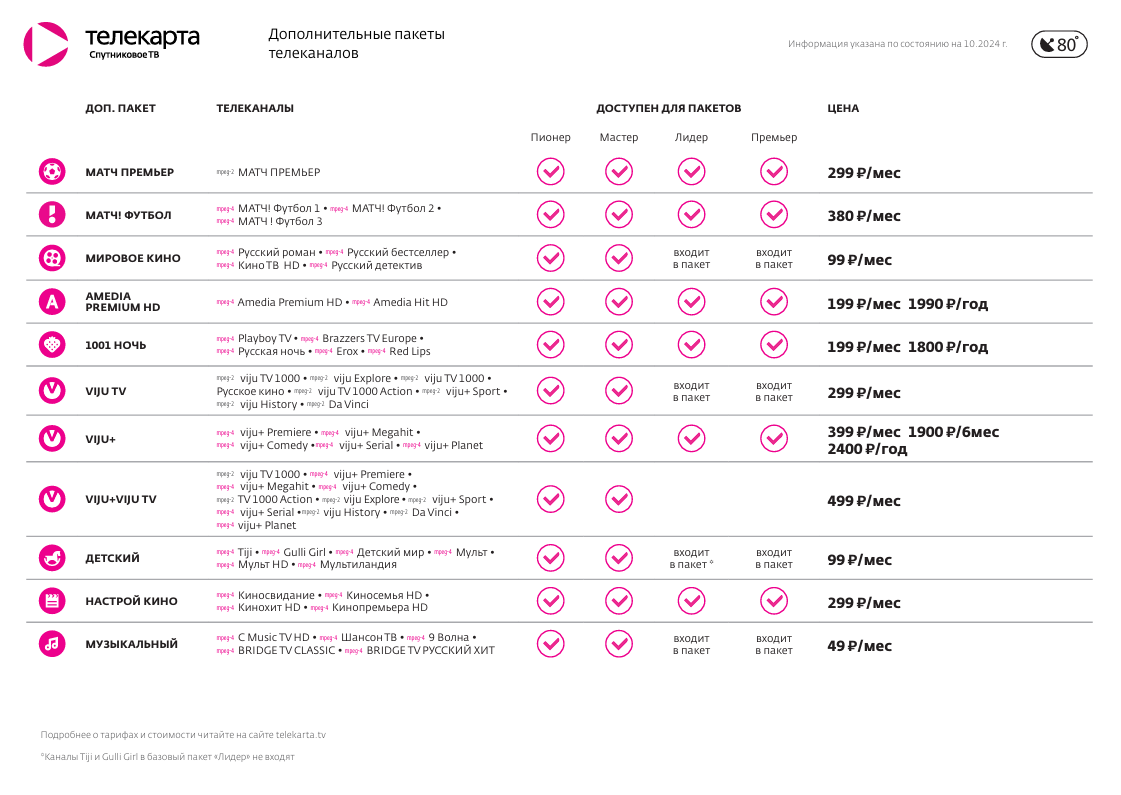 телекарта
Спутниковое ТВ
Дополнительные пакеты
телеканалов
Информация указана по состоянию на 10.2024 г.
80°
ДОП. ПАКЕТ ТЕЛЕКАНАЛЫ ДОСТУПЕН ДЛЯ ПАКЕТОВ ЦЕНА
Пионер Мастер Лидер Премьер
МАТЧ ПРЕМЬЕР mpeg-2 МАТЧ ПРЕМЬЕР 299 ₽/мес
МАТЧ! ФУТБОЛ
mpeg-4 МАТЧ! Футбол 1 • mpeg-4 МАТЧ! Футбол 2 •
mpeg-4 МАТЧ ! Футбол 3
380 ₽/мес
МИРОВОЕ КИНО
mpeg-4 Русский роман • mpeg-4 Русский бестселлер •
mpeg-4 Кино ТВ HD • mpeg-4 Русский детектив
входит
в пакет
входит
в пакет
99 ₽/мес
AMEDIA
PREMIUM HD
mpeg-4 Amedia Premium HD • mpeg-4 Amedia Hit HD
199 ₽/мес 1990 ₽/год
1001 НОЧЬ
mpeg-4 Playboy TV • mpeg-4 Brazzers TV Europe •
mpeg-4 Русская ночь • mpeg-4 Erox • mpeg-4 Red Lips
199 ₽/мес 1800 ₽/год
VIJU TV
mpeg-2 viju TV 1000 • mpeg-2 viju Explore • mpeg-2 viju TV 1000 •
Русское кино • mpeg-2 viju TV 1000 Action • mpeg-2 viju+ Sport •
mpeg-2 viju History • mpeg-2 Da Vinci
входит
в пакет
входит
в пакет
299 ₽/мес
VIJU+
mpeg-4 viju+ Premiere • mpeg-4 viju+ Megahit •
mpeg-4 viju+ Comedy • mpeg-4 viju+ Serial • mpeg-4 viju+ Planet
399 ₽/мес 1900 ₽/6мес
2400 ₽/год
VIJU+VIJU TV
mpeg-2 viju TV 1000 • mpeg-4 viju+ Premiere •
mpeg-4 viju+ Megahit • mpeg-4 viju+ Comedy •
mpeg-2 TV 1000 Action • mpeg-2 viju Explore • mpeg-2 viju+ Sport •
mpeg-4 viju+ Serial • mpeg-2 viju History • mpeg-2 Da Vinci •
mpeg-4 viju+ Planet
499 ₽/мес
ДЕТСКИЙ
mpeg-4 Tiji • mpeg-4 Gulli Girl • mpeg-4 Детский мир • mpeg-4 Мульт •
mpeg-4 Мульт HD • mpeg-4 Мультиландия
входит
в пакет °
входит
в пакет
99 ₽/мес
НАСТРОЙ КИНО
mpeg-4 Киносвидание • mpeg-4 Киносемья HD •
mpeg-4 Кинохит HD • mpeg-4 Кинопремьера HD
299 ₽/мес
МУЗЫКАЛЬНЫЙ
mpeg-4 C Music TV HD • mpeg-4 Шансон ТВ • mpeg-4 9 Волна •
mpeg-4 BRIDGE TV CLASSIC • mpeg-4 BRIDGE TV РУССКИЙ ХИТ
входит
в пакет
входит
в пакет
49 ₽/мес
Подробнее о тарифах и стоимости читайте на сайте telekarta.tv
°Каналы Tiji и Gulli Girl в базовый пакет «Лидер» не входят